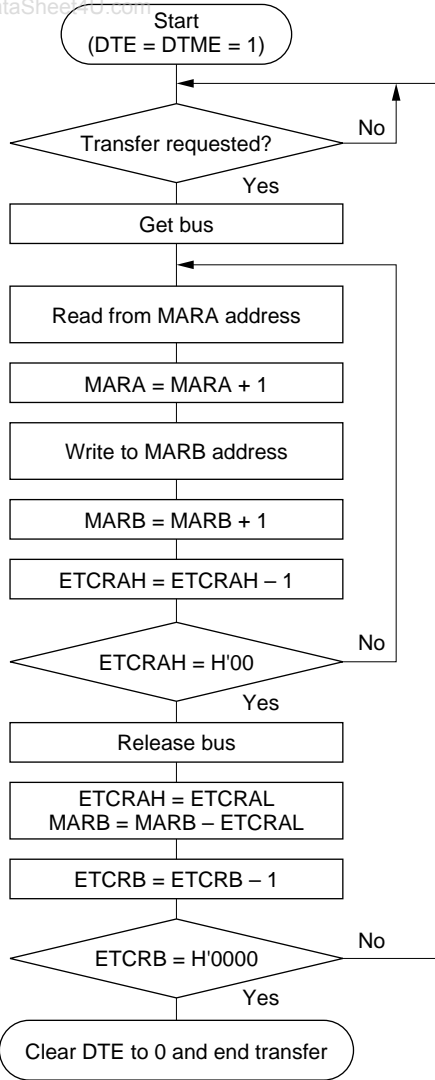 taSheet4U.com
Start
(DTE = DTME = 1)
Transfer requested?
No
Yes
Get bus
Read from MARA address
MARA = MARA + 1
Write to MARB address
MARB = MARB + 1
ETCRAH = ETCRAH – 1
ETCRAH = H'00
No
Yes
Release bus
ETCRAH = ETCRAL
MARB = MARB – ETCRAL
ETCRB = ETCRB – 1
ETCRB = H'0000
No
Yes
Clear DTE to 0 and end transfer